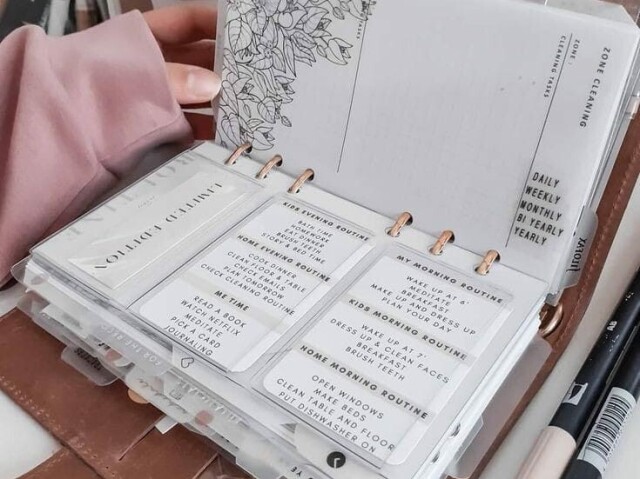 TASKS
ZONE CLEANING
ZONE:
CLEANING TASKS
DAILY
WEEKLY
MONTHLY
BI YEARLY
YEARLY
LIMITED EDITION
KIDS EVENING ROUTINE
BATH TIME
HOMEWORK
EAT DINNER
BRUSH TEETH
STORY & BED TIME
HOME EVENING ROUTINE
COOK DINNER
CLEAN FLOOR & TABLE
CHECK EMAILS
PLAN TOMORROW
CHECK CLEANING ROUTINE
ME TIME
READ A BOOK
WATCH NETFLIX
MEDITATE
PICK A CARD
JOURNALING
MY MORNING ROUTINE
WAKE UP AT 6'
MEDITATE
BREAKFAST
MAKE UP AND DRESS UP
PLAN YOUR DAY
KIDS MORNING ROUTINE
WAKE UP AT 7'
DRESS UP & CLEAN FACES
BREAKFAST
BRUSH TEETH
HOME MORNING ROUTINE
OPEN WINDOWS
MAKE BEDS
CLEAN TABLE AND FLOOR
PUT DISHWASHER ON